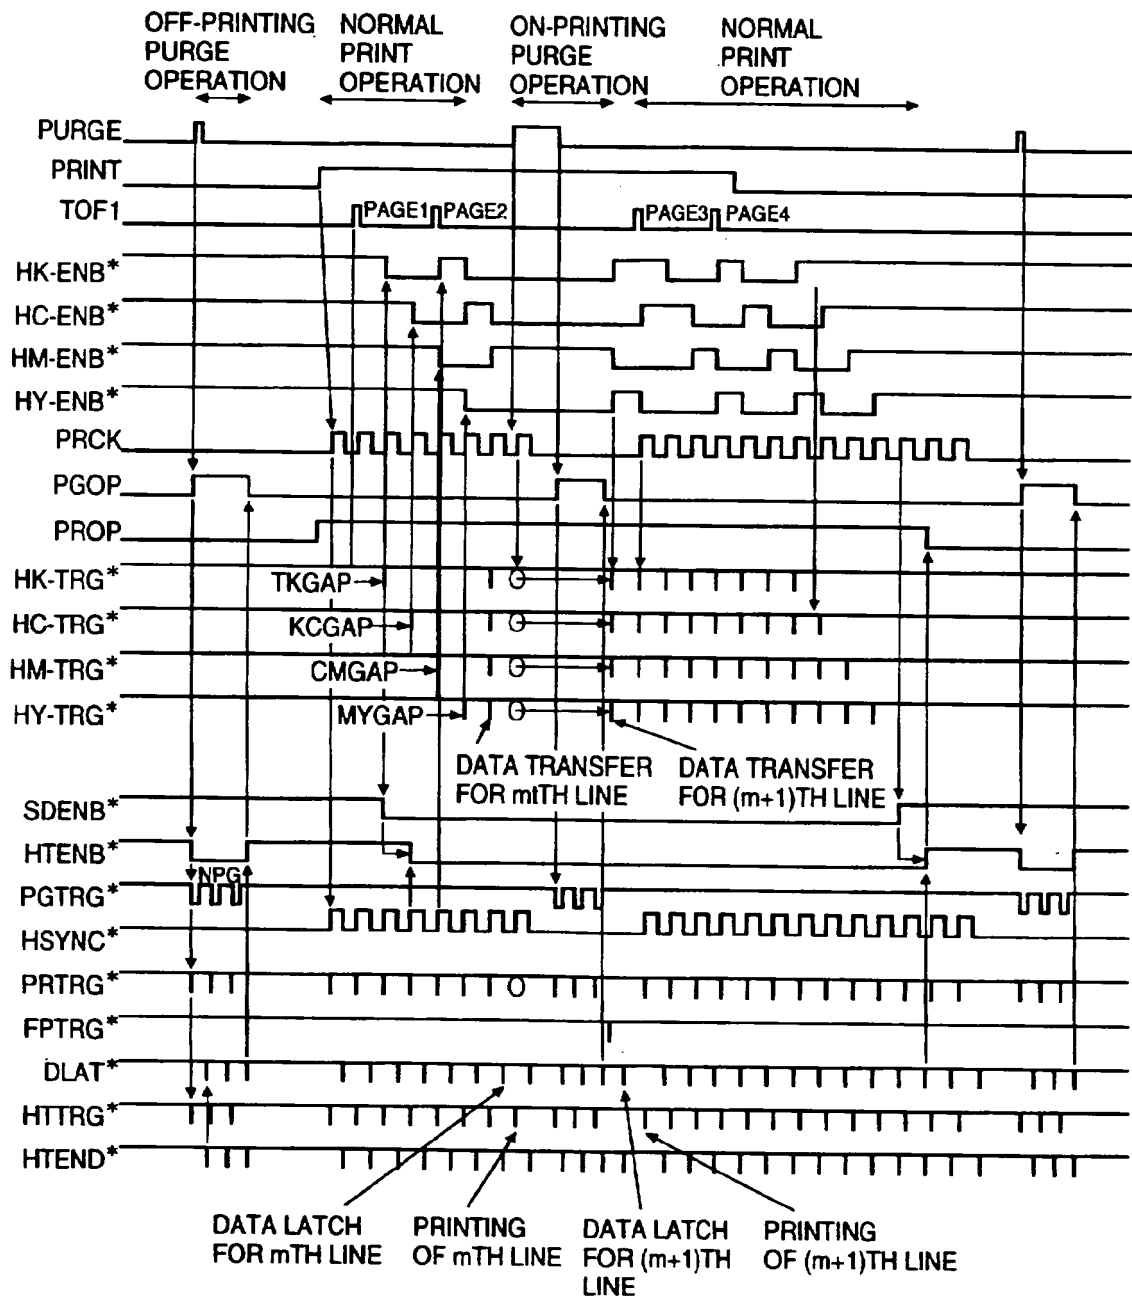 OFF-PRINTING
PURGE
OPERATION
NORMAL
PRINT
OPERATION
ON-PRINTING
PURGE
OPERATION
NORMAL
PRINT
OPERATION
PURGE
PRINT
TOF1
PAGE1
PAGE2
PAGE3
PAGE4
HK-ENB*
HC-ENB*
HM-ENB*
HY-ENB*
PRCK
PGOP
PROP
HK-TRG*
TKGAP
HC-TRG*
KCGAP
HM-TRG*
CMGAP
HY-TRG*
MYGAP
DATA TRANSFER
FOR mtTH LINE
DATA TRANSFER
FOR (m+1)TH LINE
SDENB*
HTENB*
NPG
PGTRG*
HSYNC*
PRTRG*
FPTRG*
DLAT*
HTTRG*
HTEND*
DATA LATCH
FOR mTH LINE
PRINTING
OF mTH LINE
DATA LATCH
FOR (m+1)TH
LINE
PRINTING
OF (m+1)TH LINE